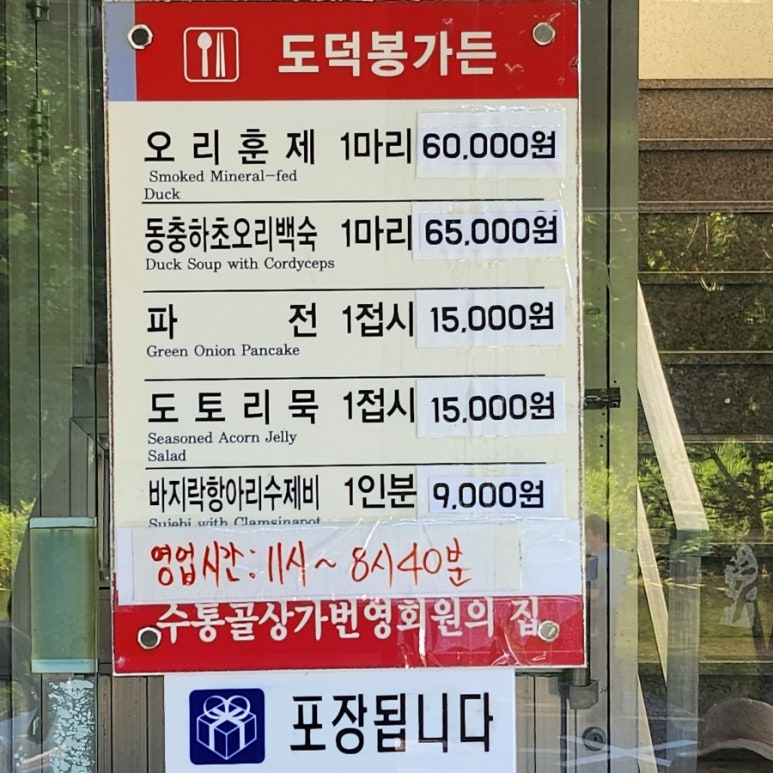 도덕봉가든
오리훈제 1마리 60,000원
Smoked Mineral-fed
Duck
동충하초오리백숙 1마리 65,000원
Duck Soup with Cordyceps
파전 1접시 15,000원
Green Onion Pancake
도토리묵 1접시 15,000원
Seasoned Acorn Jelly
Salad
바지락항아리수제비 1인분 9,000원
Sujebi with Clamsinapot
영업시간:11시~8시40분
수통골상가번영회원의 집
포장됩니다